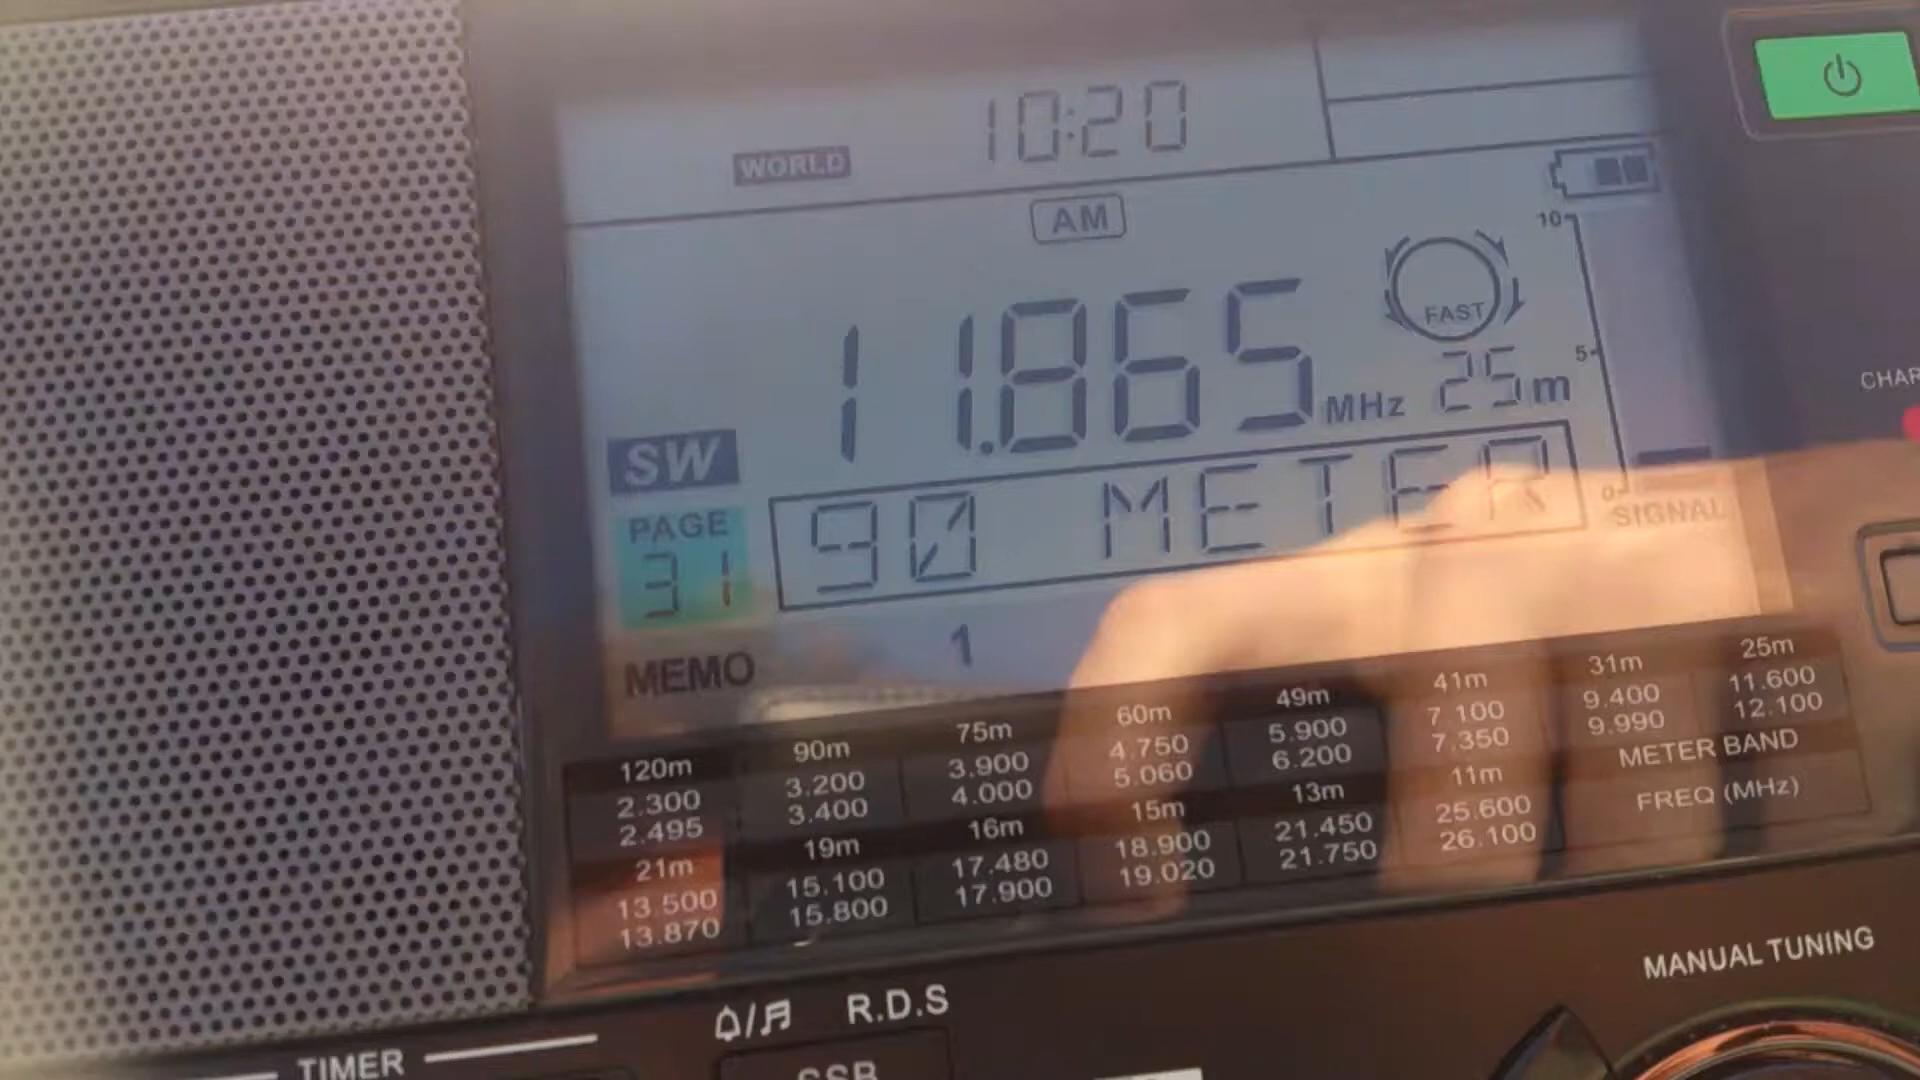 10:20
WORLD
AM
10
FAST
11.865 MHz 25 m
5
SW
90 METER
0
SIGNAL
PAGE
31
MEMO
1
120m 90m 75m 60m 49m 41m 31m 25m
2.300 3.200 3.900 4.750 5.900 7.100 9.400 11.600
2.495 3.400 4.000 5.060 6.200 7.350 9.990 12.100
21m 19m 16m 15m 13m 11m METER BAND
13.500 15.100 17.480 18.900 21.450 25.600 FREQ (MHz)
13.870 15.800 17.900 19.020 21.750 26.100
MANUAL TUNING
R.D.S
TIMER
SSB